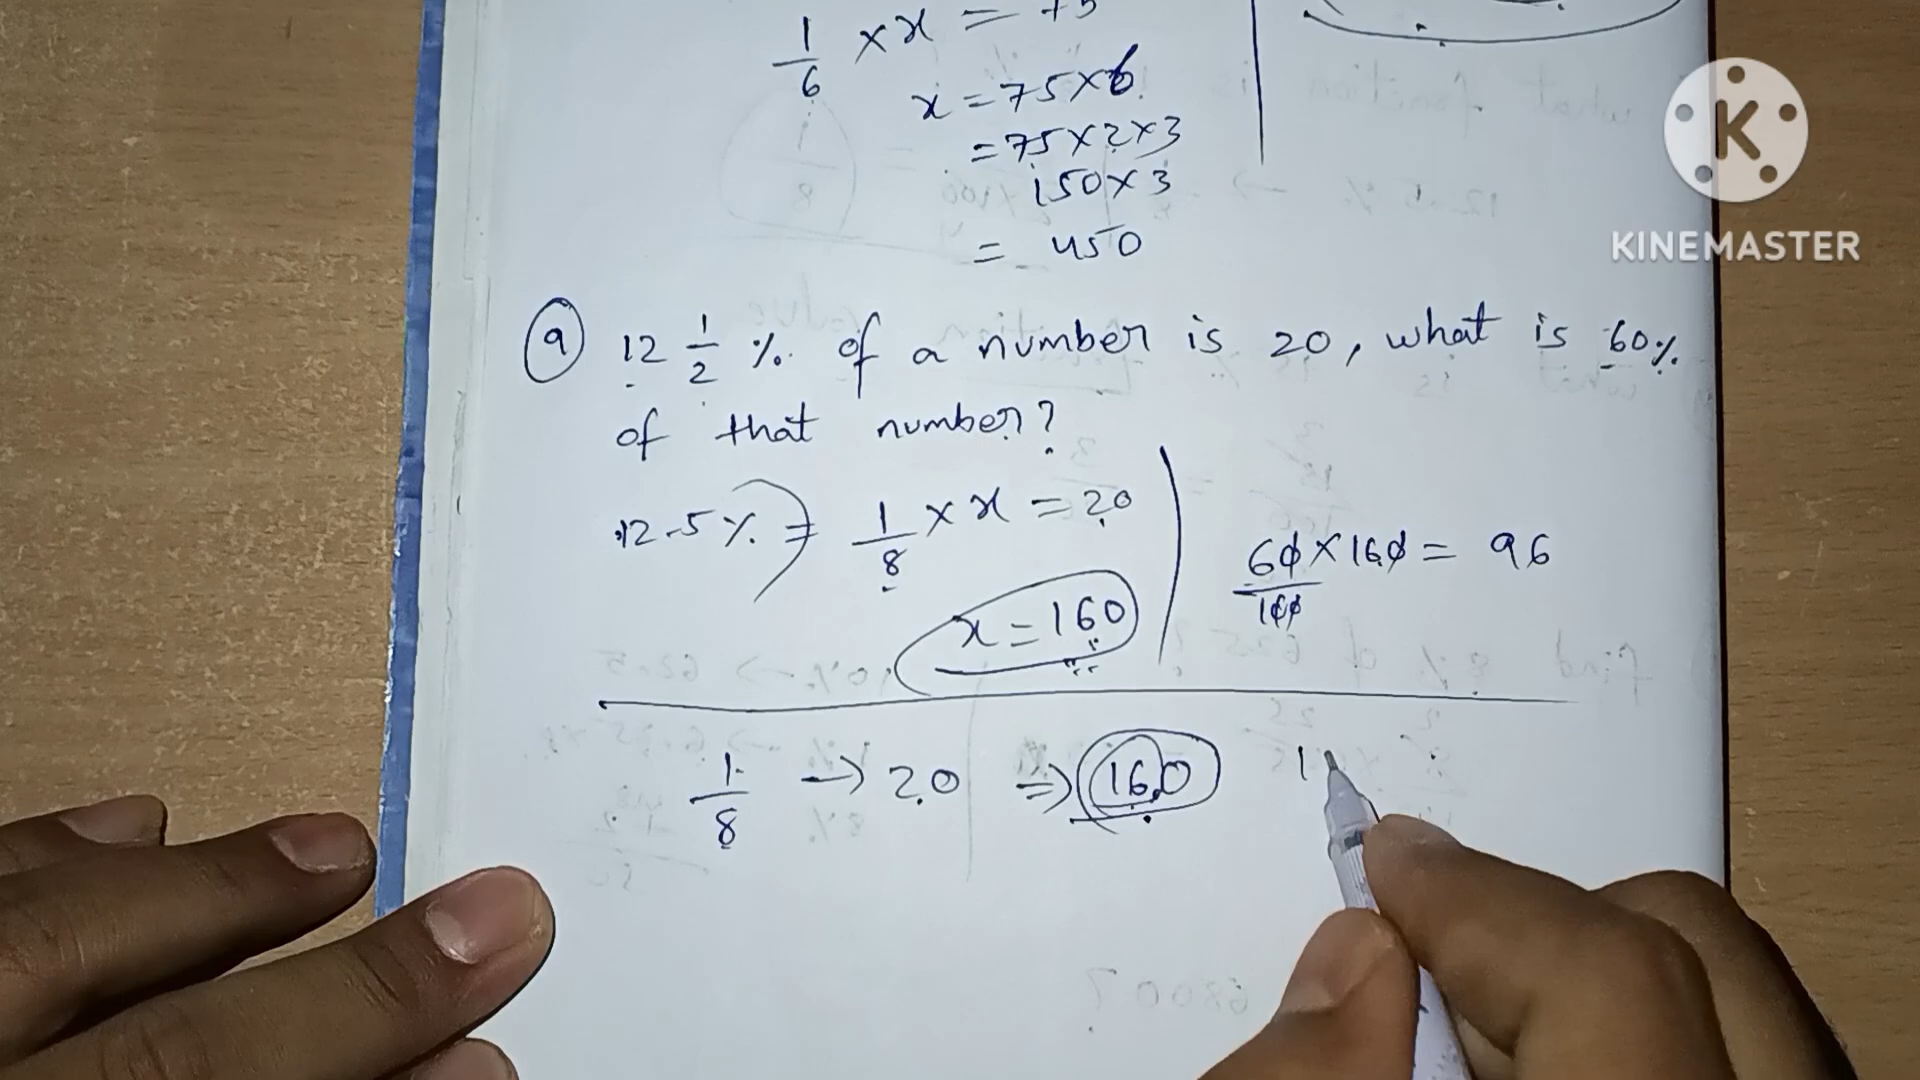 1/6 × x = 75
x = 75×6
= 75×2×3
150×3
= 450
KINEMASTER
9 12 1/2 % of a number is 20, what is 60%
of that number?
12.5% ⇒ 1/8 × x = 20
x = 160
60/100 × 160 = 96
1/8 → 20 ⇒ 160 1